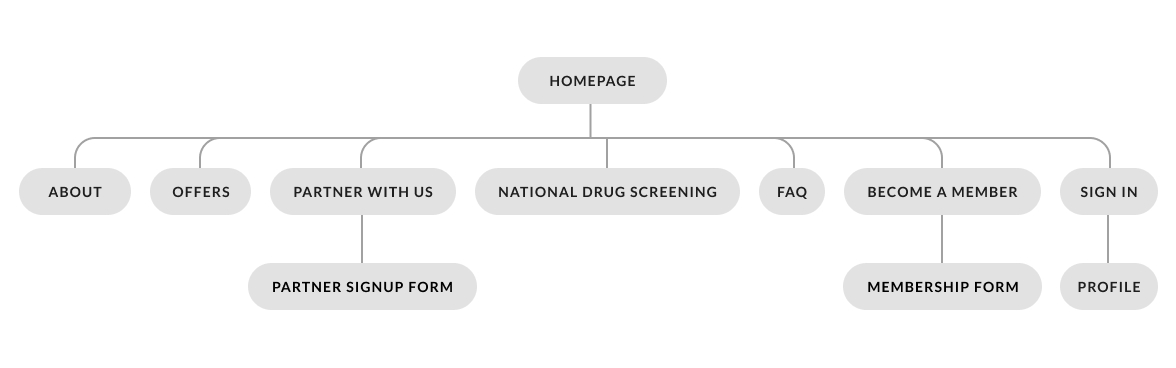 HOMEPAGE
ABOUT
OFFERS
PARTNER WITH US
NATIONAL DRUG SCREENING
FAQ
BECOME A MEMBER
SIGN IN
PARTNER SIGNUP FORM
MEMBERSHIP FORM
PROFILE